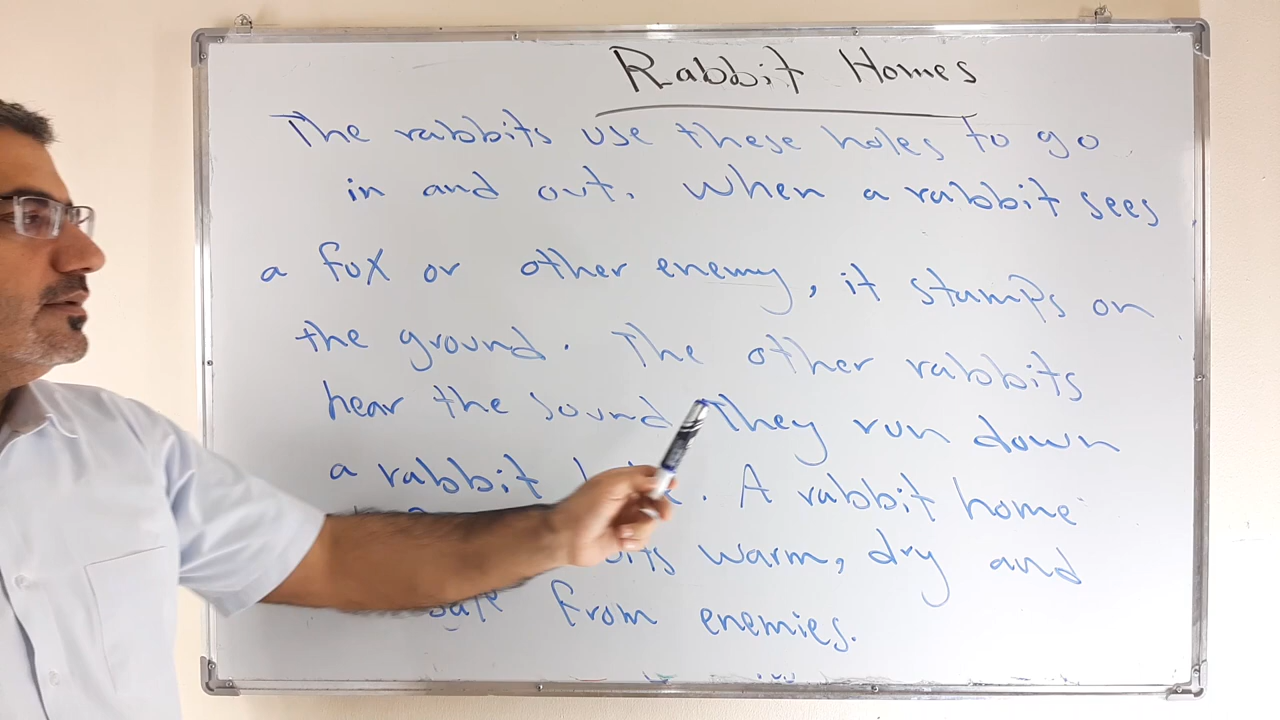 Rabbit Homes
The rabbits use these holes to go
in and out. When a rabbit sees
a fox or other enemy, it stamps on
the ground. The other rabbits
hear the sound. They run down
a rabbit. A rabbit home
warm, dry and
safe from enemies.